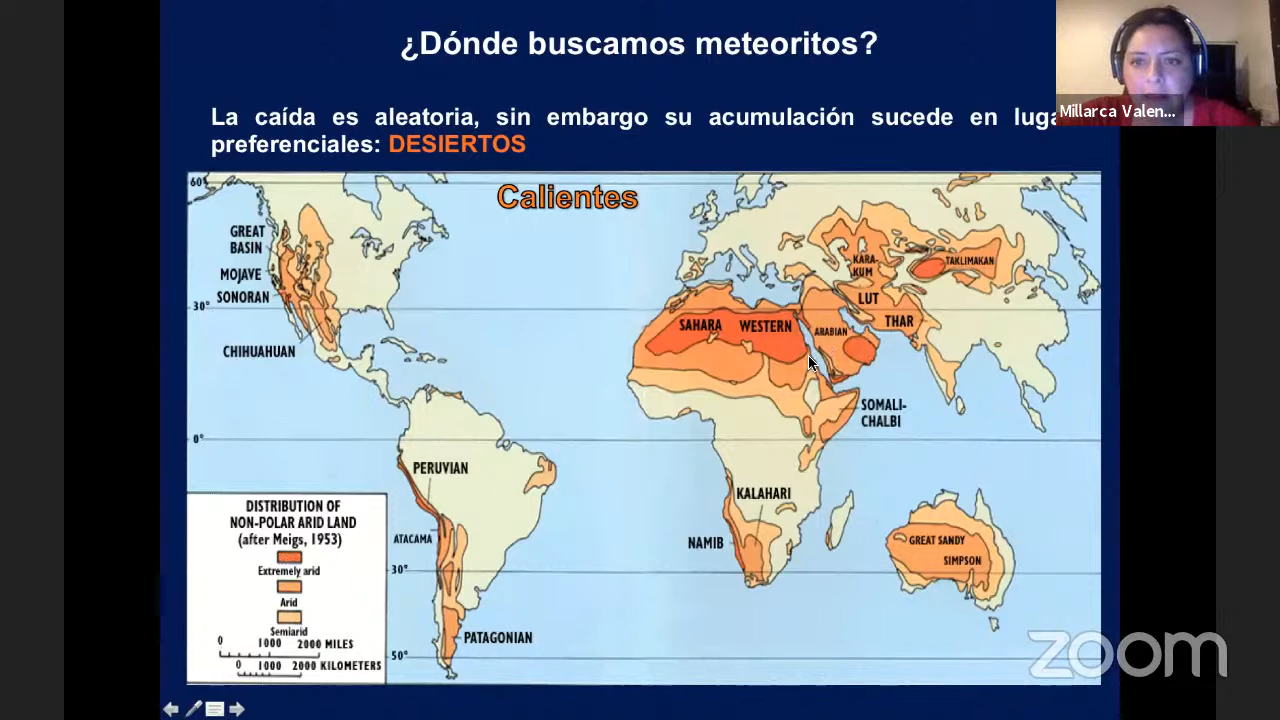 ¿Dónde buscamos meteoritos?
Millarca Valen...
La caída es aleatoria, sin embargo su acumulación sucede en luga
preferenciales: DESIERTOS
Calientes
60°
GREAT
BASIN
MOJAVE
SONORAN
30°
CHIHUAHUAN
KARA-
KUM
TAKLIMAKAN
LUT
THAR
SAHARA
WESTERN
ARABIAN
SOMALI-
CHALBI
0°
PERUVIAN
KALAHARI
ATACAMA
NAMIB
GREAT SANDY
SIMPSON
30°
PATAGONIAN
50°
DISTRIBUTION OF
NON-POLAR ARID LAND
(after Meigs, 1953)
Extremely arid
Arid
Semiarid
0 1000 2000 MILES
0 1000 2000 KILOMETERS
zoom